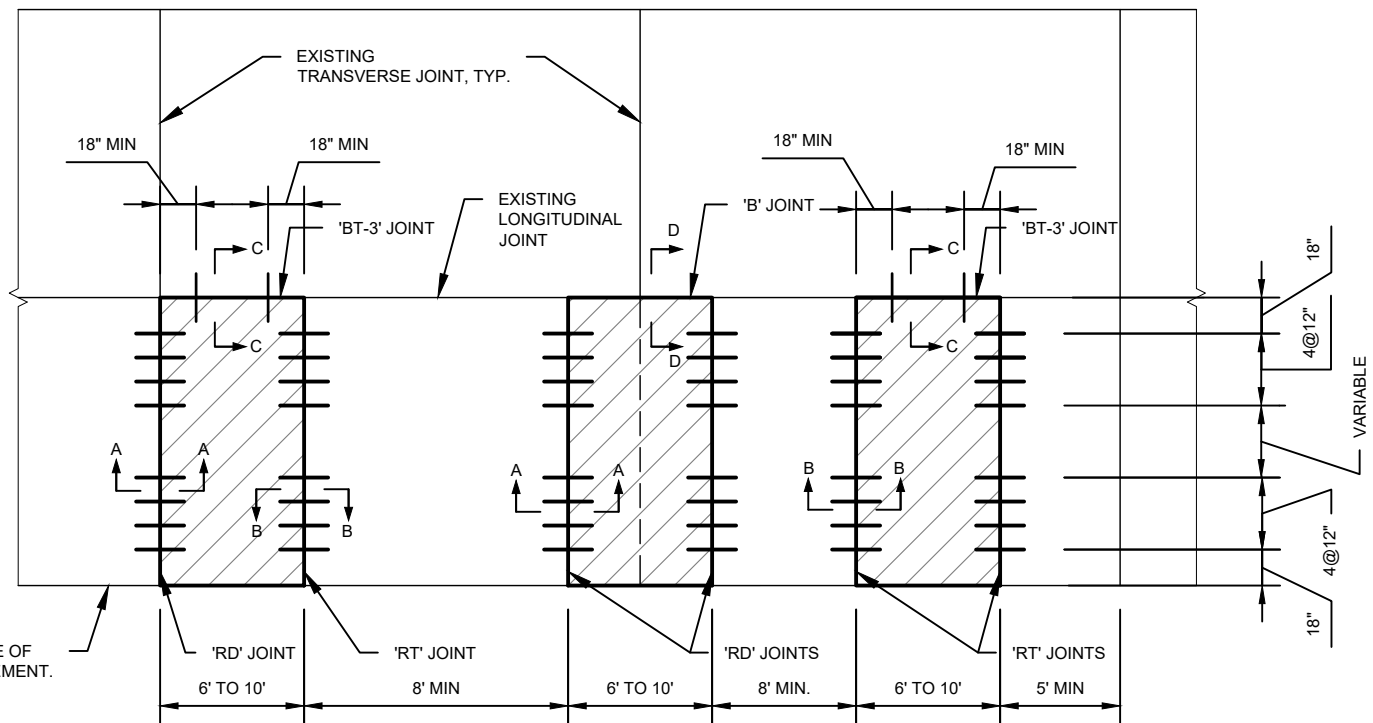 EXISTING
TRANSVERSE JOINT, TYP.
18" MIN
18" MIN
18" MIN
18" MIN
EXISTING
LONGITUDINAL
JOINT
'BT-3' JOINT
'B' JOINT
'BT-3' JOINT
C
D
C
C
D
C
18"
4@12"
VARIABLE
4@12"
18"
A
A
B
B
A
A
B
B
E OF
EMENT.
'RD' JOINT
'RT' JOINT
'RD' JOINTS
'RT' JOINTS
6' TO 10'
8' MIN
6' TO 10'
8' MIN.
6' TO 10'
5' MIN